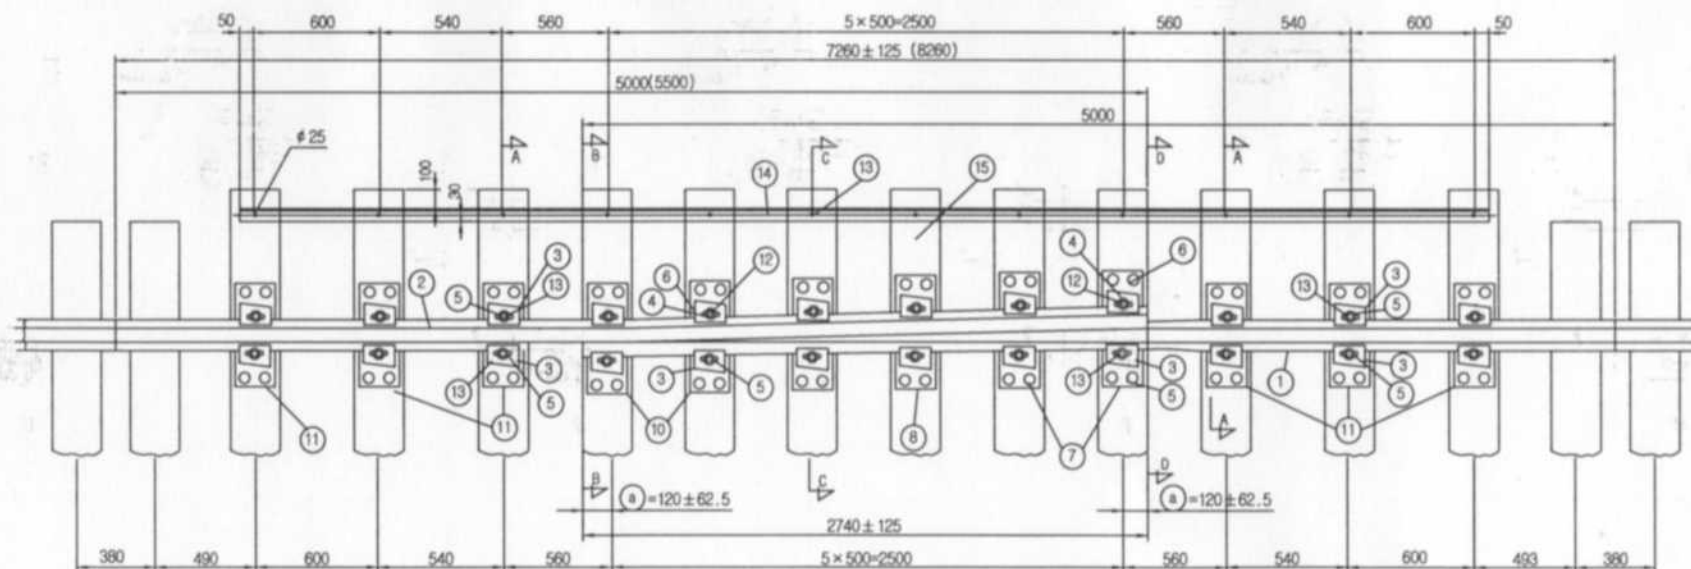 50 600 540 560 5×500=2500 560 540 600 50
7260±125 (8260)
5000(5500)
5000
φ25
100
30
A B C D A
14 13 15
2 3 13 5 6 4 12 4 12 6 13 3 5
13 3 5 3 5 13 3 5 1 3 5
11 11 10 8 7 11
A
B C D
a=120±62.5 a=120±62.5
2740±125
380 490 600 540 560 5×500=2500 560 540 600 493 380